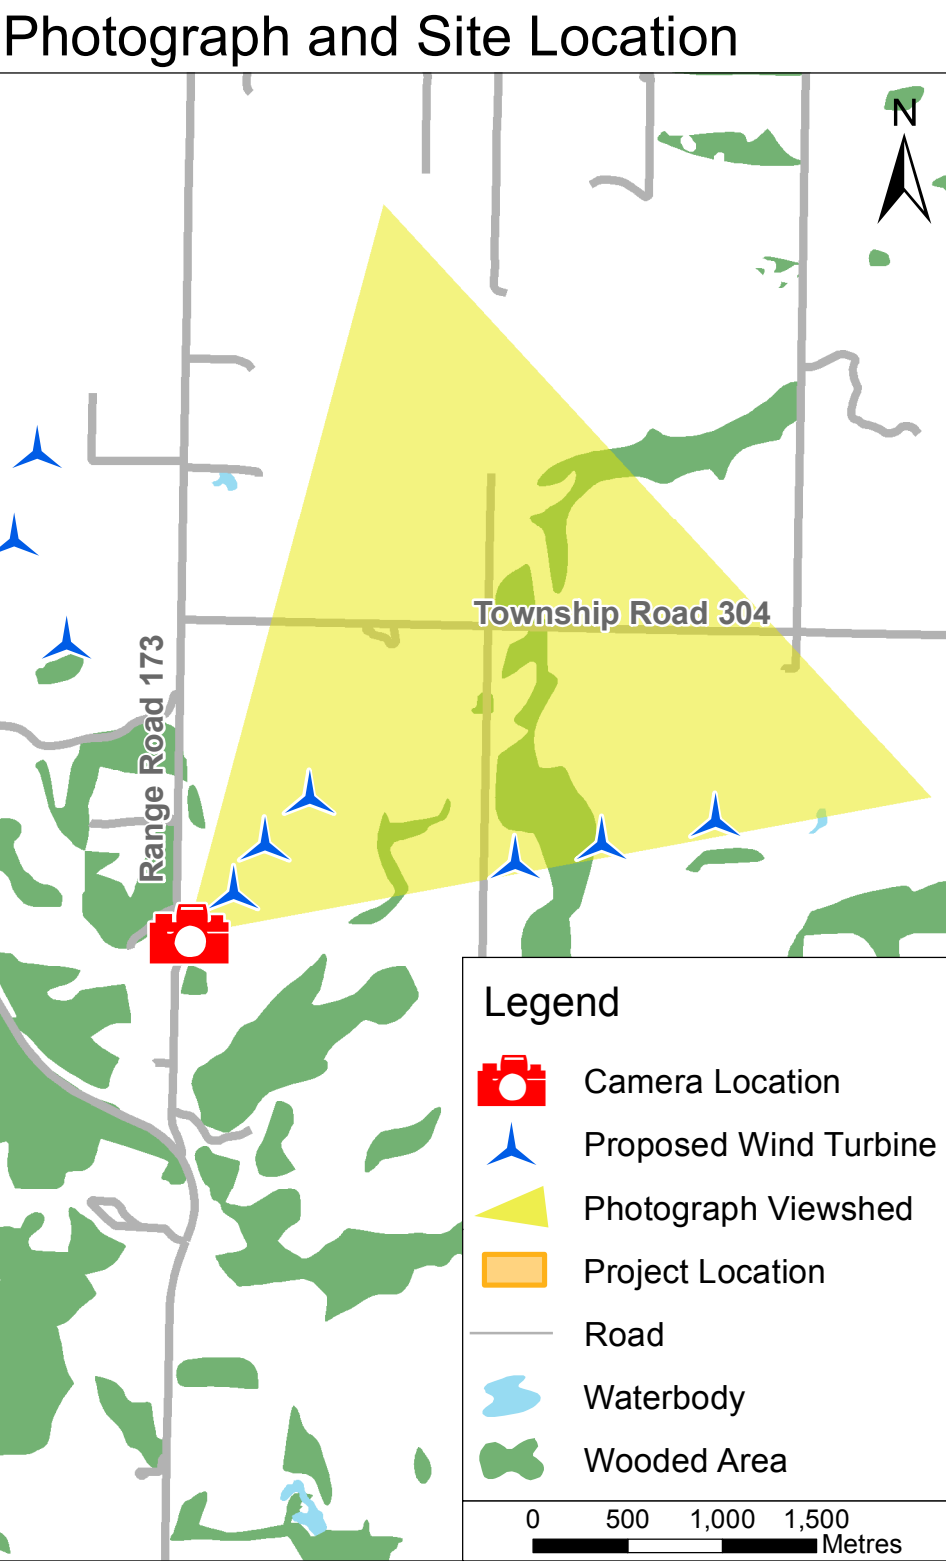 Photograph and Site Location
N
Township Road 304
Range Road 173
Legend
Camera Location
Proposed Wind Turbine
Photograph Viewshed
Project Location
Road
Waterbody
Wooded Area
0 500 1,000 1,500
Metres